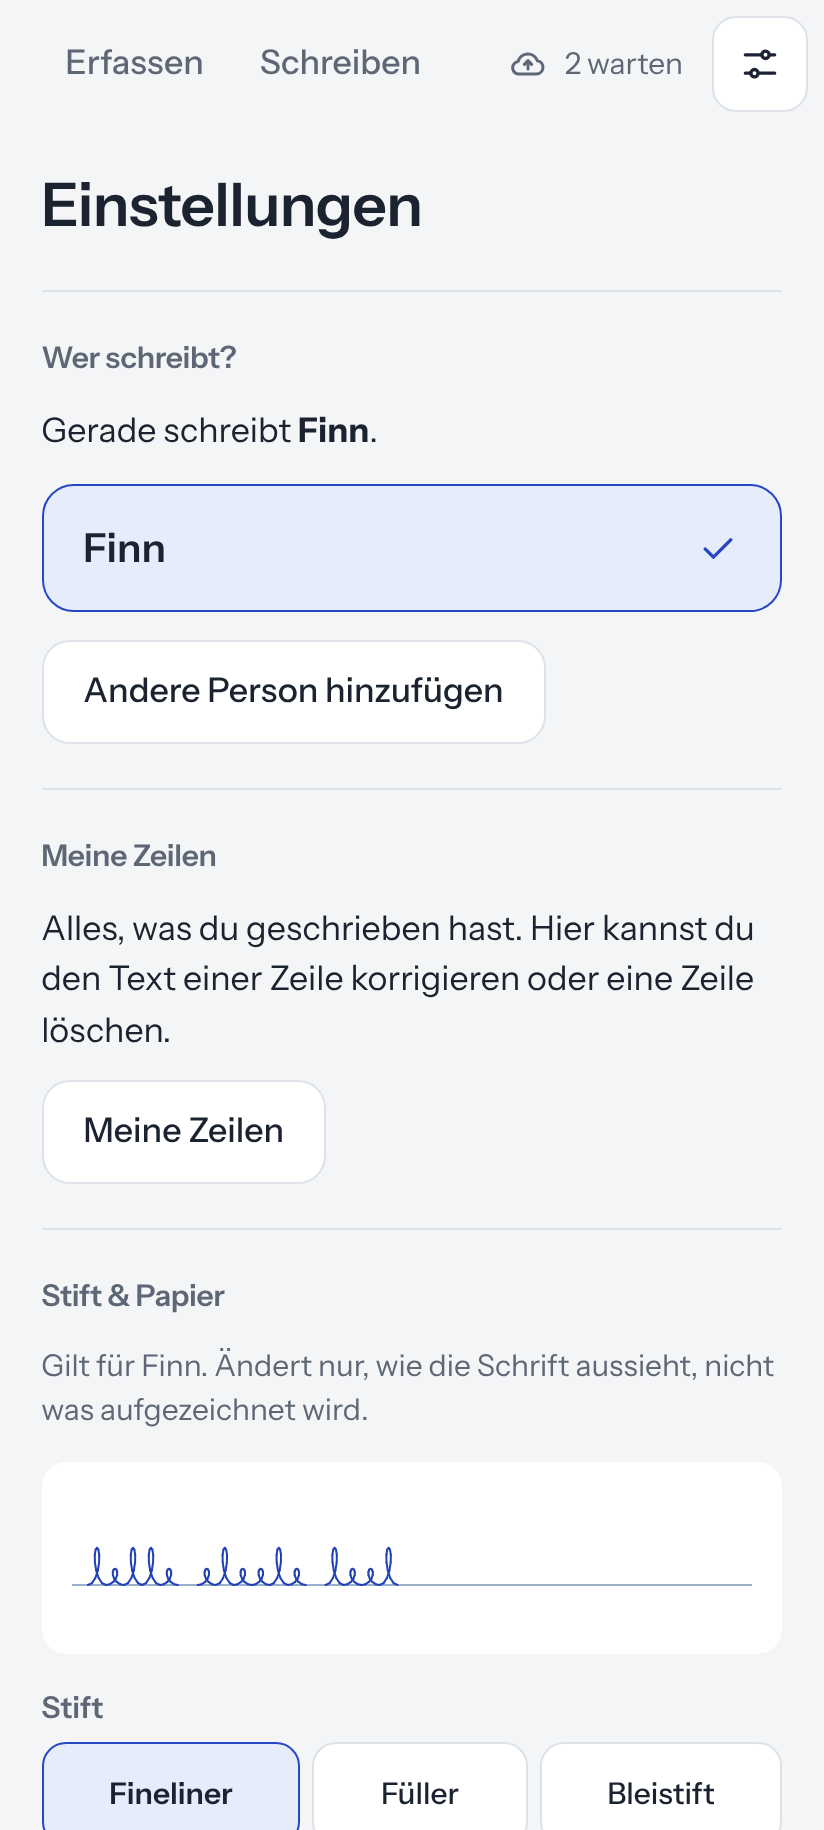 Erfassen Schreiben 2 warten
Einstellungen
Wer schreibt?
Gerade schreibt Finn.
Finn
Andere Person hinzufügen
Meine Zeilen
Alles, was du geschrieben hast. Hier kannst du
den Text einer Zeile korrigieren oder eine Zeile
löschen.
Meine Zeilen
Stift & Papier
Gilt für Finn. Ändert nur, wie die Schrift aussieht, nicht
was aufgezeichnet wird.
Stift
Fineliner Füller Bleistift